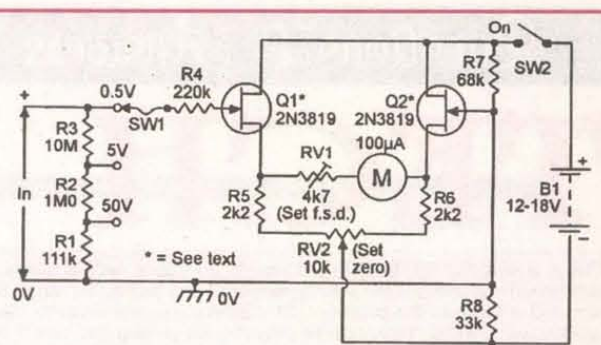 On
SW2
R7
68k
R4
220k
0.5V
+
SW1
Q1*
2N3819
Q2*
2N3819
100µA
M
R3
10M
5V
RV1
4k7
(Set f.s.d.)
In
R2
1M0
50V
R5
2k2
R6
2k2
B1
12-18V
+
−
R1
111k
* = See text
RV2
10k
(Set
zero)
0V
0V
R8
33k